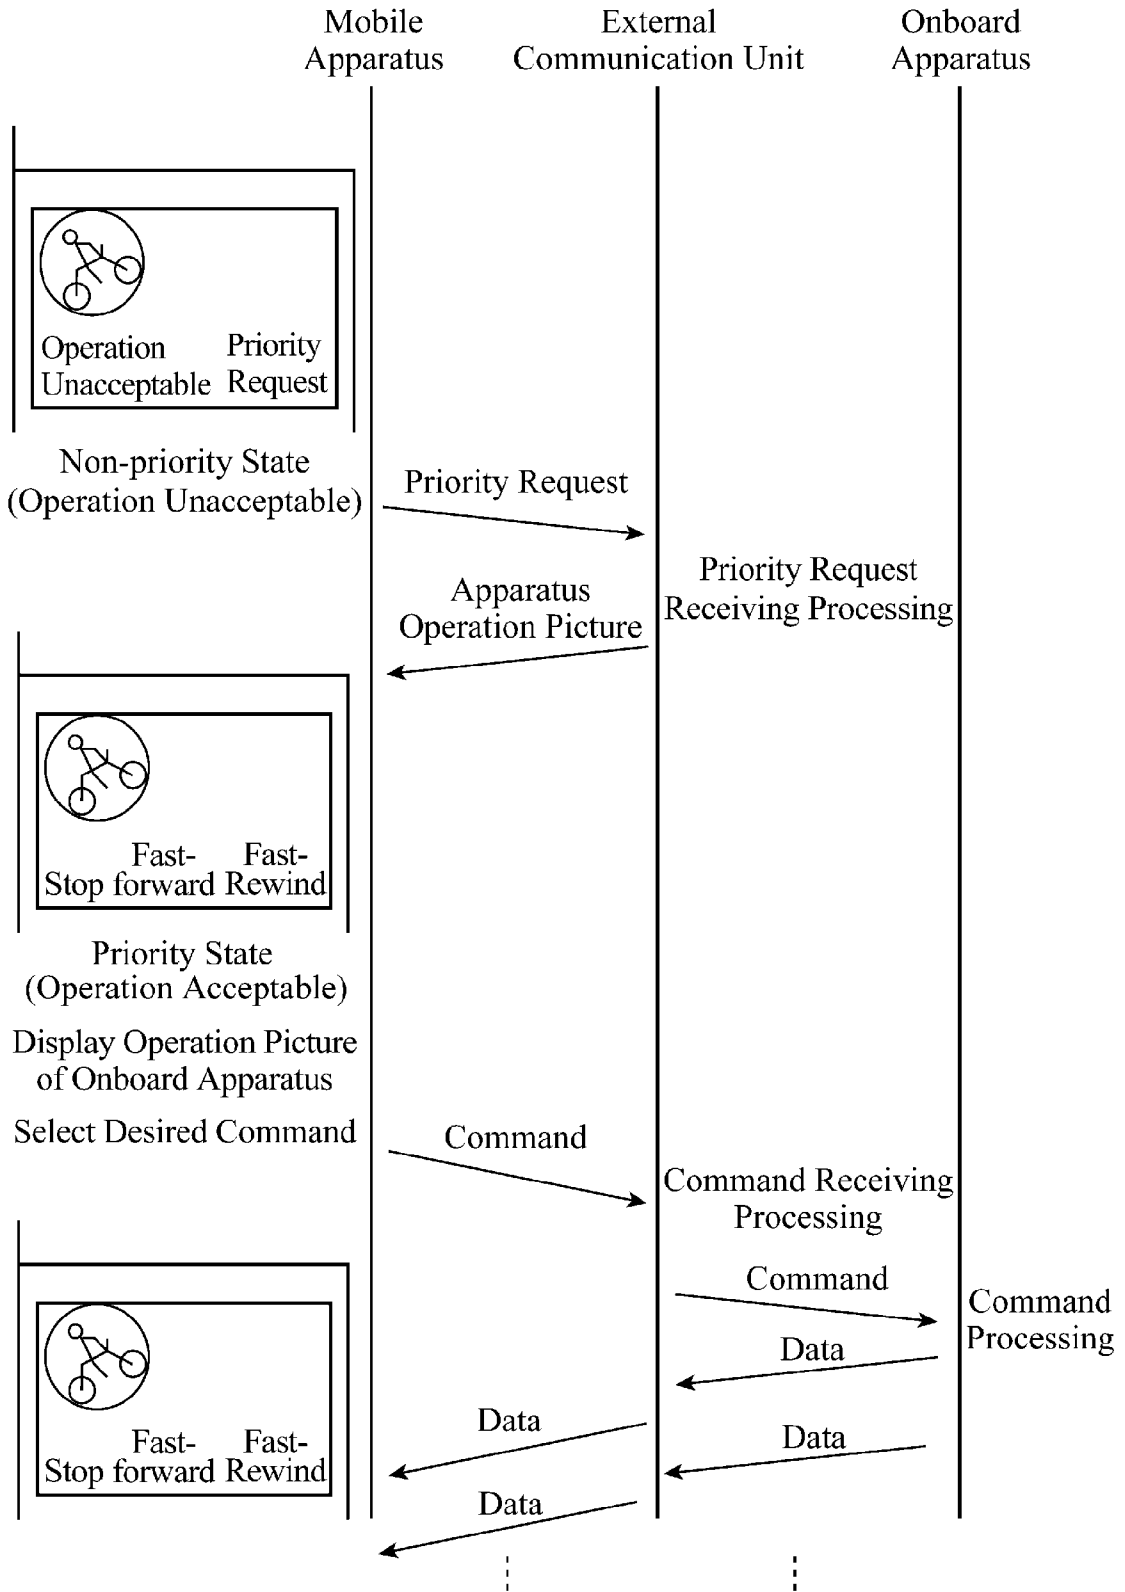 Mobile
Apparatus
External
Communication Unit
Onboard
Apparatus
Operation
Unacceptable
Priority
Request
Non-priority State
(Operation Unacceptable)
Priority Request
Priority Request
Receiving Processing
Apparatus
Operation Picture
Stop
Fast-
forward
Fast-
Rewind
Priority State
(Operation Acceptable)
Display Operation Picture
of Onboard Apparatus
Select Desired Command
Command
Command Receiving
Processing
Command
Command
Processing
Data
Data
Data
Data
Stop
Fast-
forward
Fast-
Rewind